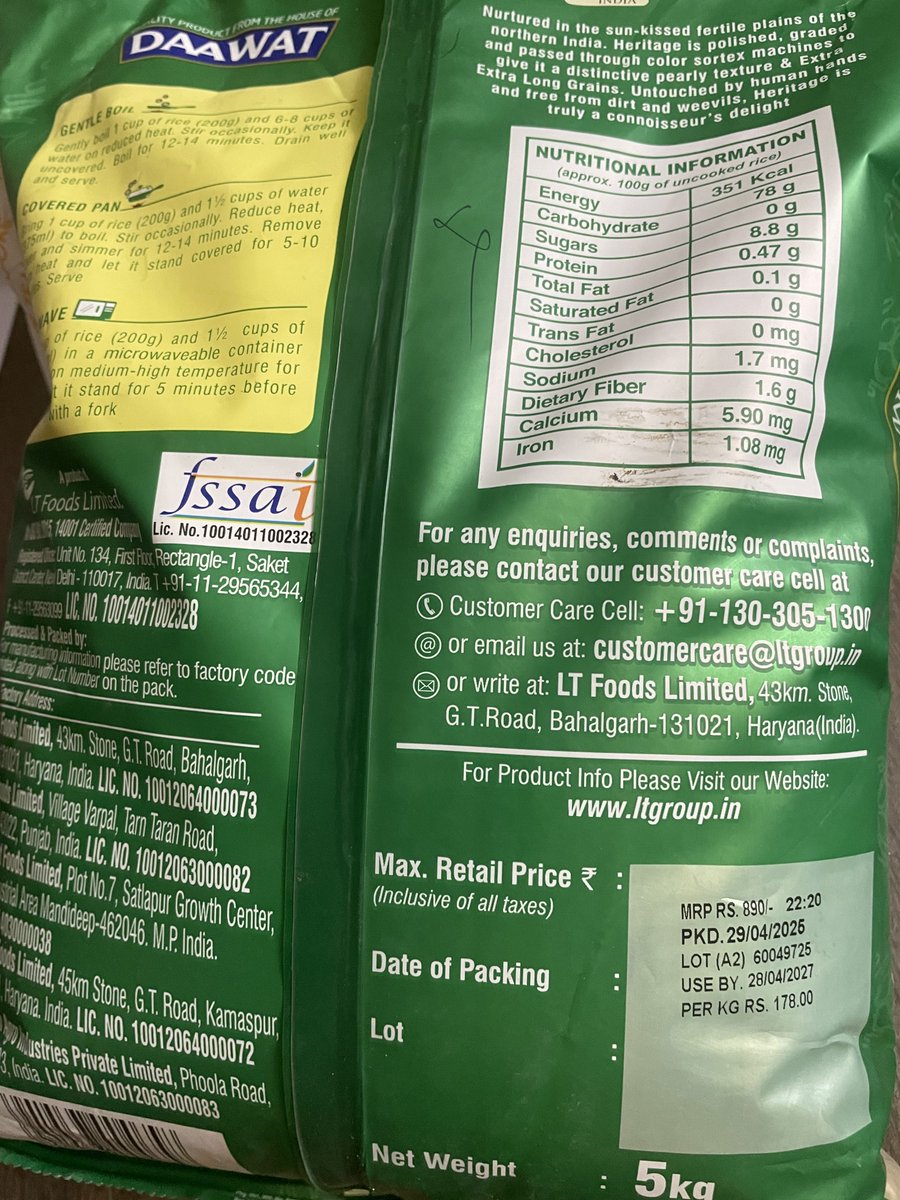 QUALITY PRODUCT FROM THE HOUSE OF
DAAWAT
GENTLE BOIL
Gently boil 1 cup of rice (200g) and 6-8 cups of
water on reduced heat. Stir occasionally. Keep it
uncovered. Boil for 12-14 minutes. Drain well
and serve.
COVERED PAN
1 cup of rice (200g) and 1½ cups of water
to boil. Stir occasionally. Reduce heat,
and simmer for 12-14 minutes. Remove
heat and let it stand covered for 5-10
Serve
of rice (200g) and 1½ cups of
in a microwaveable container
on medium-high temperature for
it stand for 5 minutes before
with a fork
A product of
LT Foods Limited.
14001 Certified Company
fssai
Lic. No.10014011002328
Unit No. 134, First Floor, Rectangle-1, Saket
District Center New Delhi - 110017, India. T +91-11-29565344,
LIC. NO. 10014011002328
Processed & Packed by:
For manufacturing information please refer to factory code
along with Lot Number on the pack.
Factory Address:
Foods Limited, 43km. Stone, G.T. Road, Bahalgarh,
Haryana, India. LIC. NO. 10012064000073
Limited, Village Varpal, Tarn Taran Road,
Punjab, India. LIC. NO. 10012063000082
Foods Limited, Plot No.7, Satlapur Growth Center,
Area Mandideep-462046. M.P. India.
Limited, 45km Stone, G.T. Road, Kamaspur,
Haryana. India. LIC. NO. 10012064000072
Industries Private Limited, Phoola Road,
India. LIC. NO. 10012063000083
INDIA
Nurtured in the sun-kissed fertile plains of the
northern India. Heritage is polished, graded,
and passed through color sortex machines to
give it a distinctive pearly texture & Extra
Extra Long Grains. Untouched by human hands
and free from dirt and weevils, Heritage is
truly a connoisseur's delight
NUTRITIONAL INFORMATION
(approx. 100g of uncooked rice)
Energy 351 Kcal
Carbohydrate 78 g
Sugars 0 g
Protein 8.8 g
Total Fat 0.47 g
Saturated Fat 0.1 g
Trans Fat 0 g
Cholesterol 0 mg
Sodium 1.7 mg
Dietary Fiber 1.6 g
Calcium 5.90 mg
Iron 1.08 mg
For any enquiries, comments or complaints,
please contact our customer care cell at
Customer Care Cell: +91-130-305-1300
@ or email us at: customercare@ltgroup.in
or write at: LT Foods Limited, 43km. Stone,
G.T.Road, Bahalgarh-131021, Haryana(India).
For Product Info Please Visit our Website:
www.ltgroup.in
Max. Retail Price ₹ :
(Inclusive of all taxes)
MRP RS. 890/- 22:20
PKD.29/04/2025
LOT (A2) 60049725
USE BY. 28/04/2027
PER KG RS. 178.00
Date of Packing :
Lot :
Net Weight : 5kg